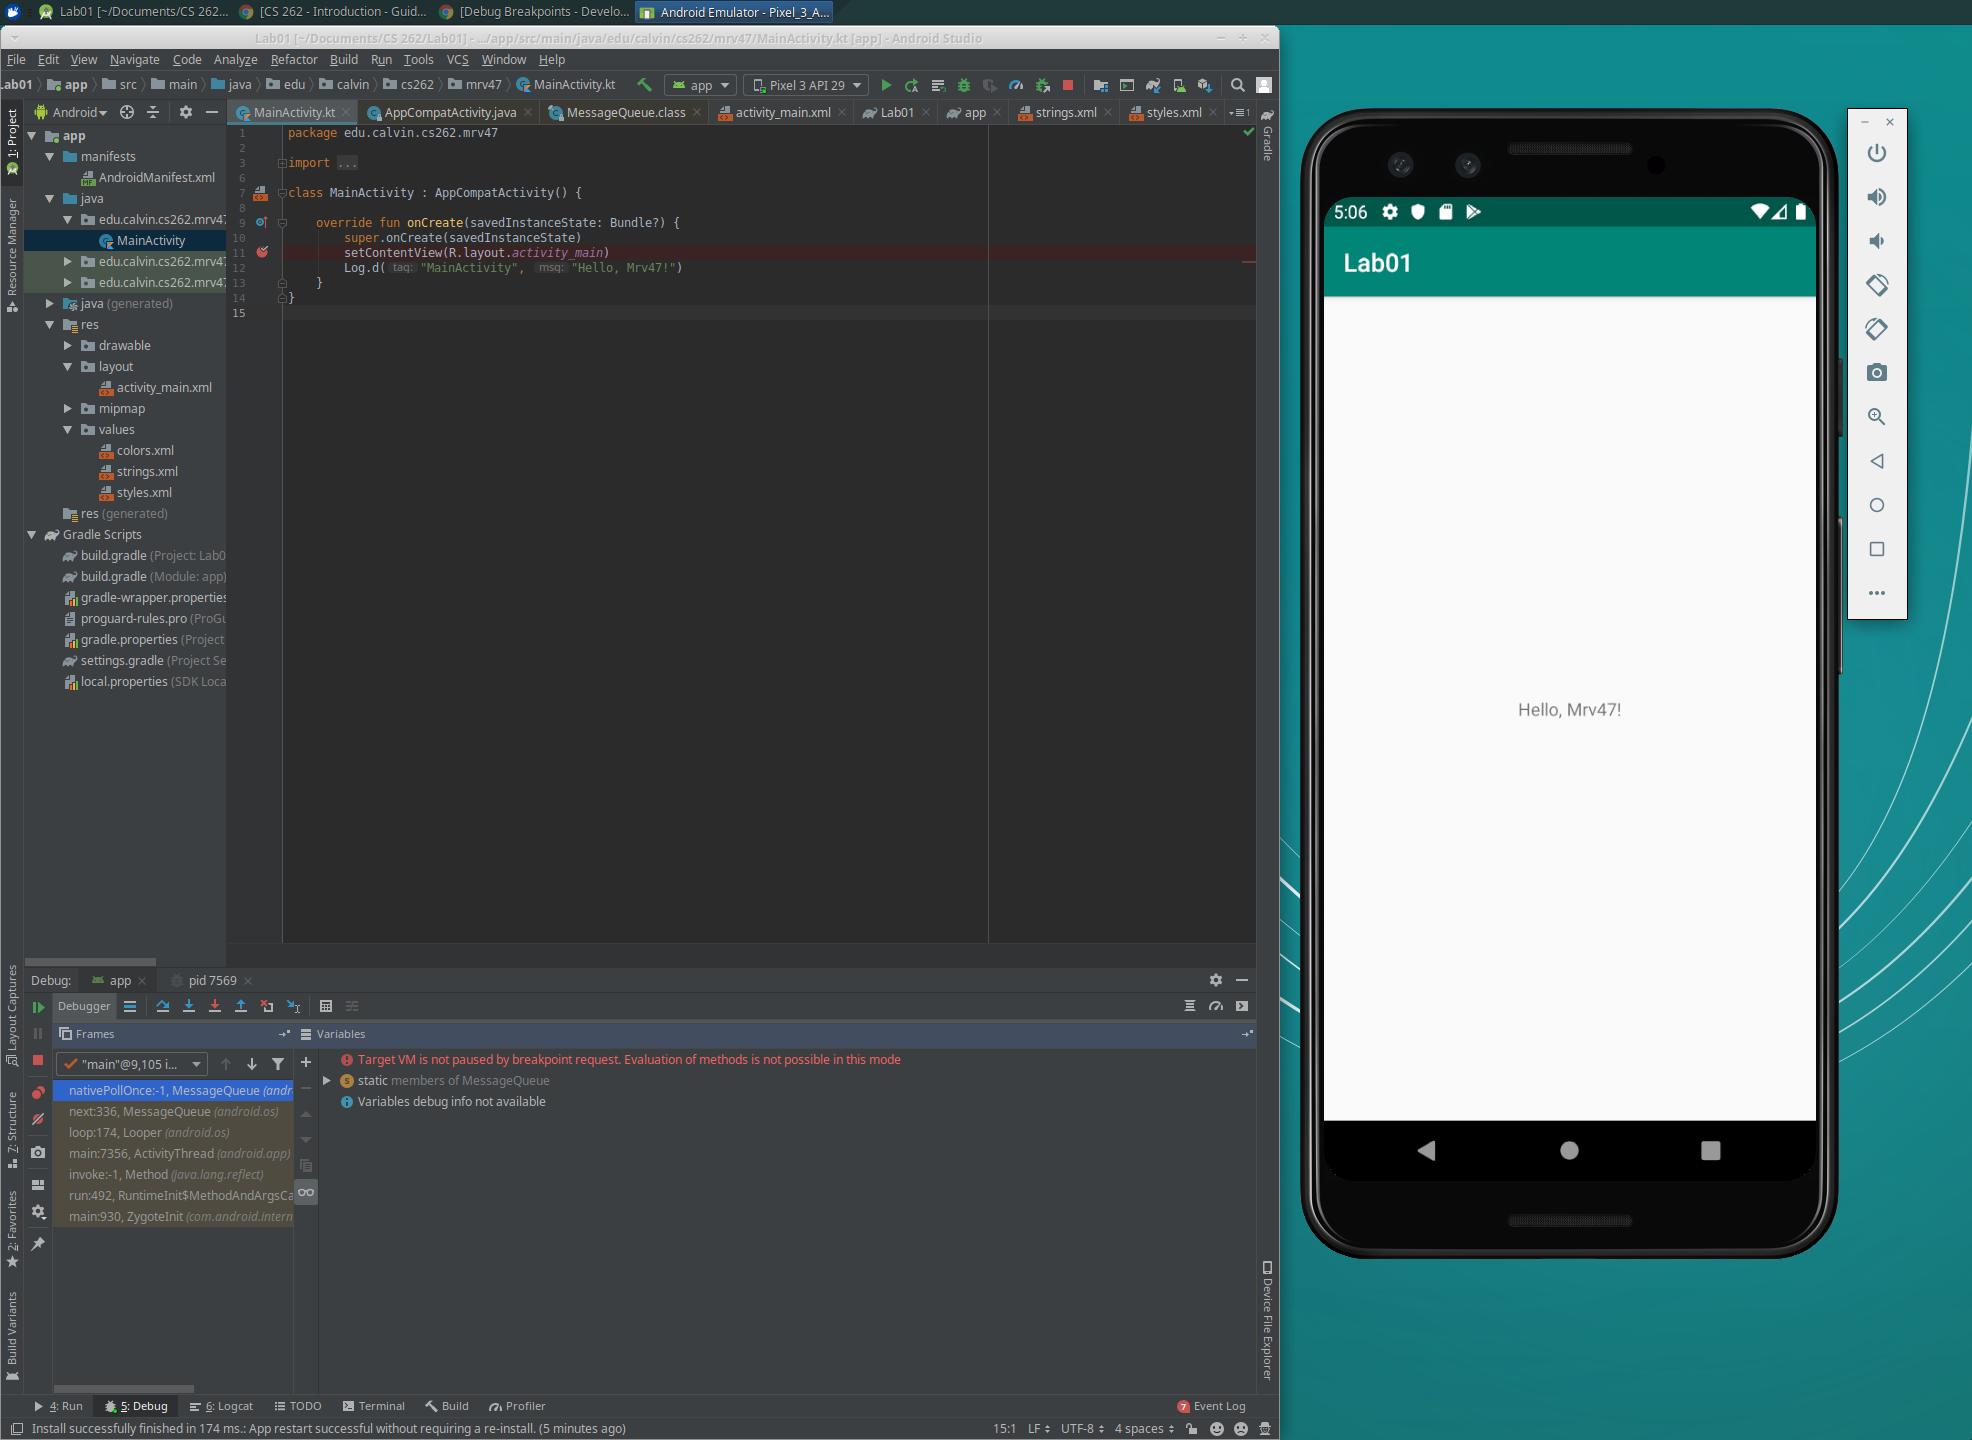 Lab01 [~/Documents/CS 262...
[CS 262 - Introduction - Guid...
[Debug Breakpoints - Develo...
Android Emulator - Pixel_3_A...
Lab01 [~/Documents/CS 262/Lab01] - .../app/src/main/java/edu/calvin/cs262/mrv47/MainActivity.kt [app] - Android Studio
File Edit View Navigate Code Analyze Refactor Build Run Tools VCS Window Help
.ab01 app src main java edu calvin cs262 mrv47 MainActivity.kt app Pixel 3 API 29
Android
MainActivity.kt AppCompatActivity.java MessageQueue.class activity_main.xml Lab01 app strings.xml styles.xml 1
1: Project
Resource Manager
Layout Captures
7: Structure
2: Favorites
Build Variants
app
manifests
AndroidManifest.xml
java
edu.calvin.cs262.mrv47
MainActivity
edu.calvin.cs262.mrv47
edu.calvin.cs262.mrv47
java (generated)
res
drawable
layout
activity_main.xml
mipmap
values
colors.xml
strings.xml
styles.xml
res (generated)
Gradle Scripts
build.gradle (Project: Lab0
build.gradle (Module: app)
gradle-wrapper.properties
proguard-rules.pro (ProGu
gradle.properties (Project
settings.gradle (Project Se
local.properties (SDK Loca
1 package edu.calvin.cs262.mrv47
2
3 import ...
6
7 class MainActivity : AppCompatActivity() {
8
9 override fun onCreate(savedInstanceState: Bundle?) {
10 super.onCreate(savedInstanceState)
11 setContentView(R.layout.activity_main)
12 Log.d( tag: "MainActivity", msg: "Hello, Mrv47!")
13 }
14 }
15
Gradle
Device File Explorer
Debug: app pid 7569
Debugger
Frames
Variables
"main"@9,105 i...
nativePollOnce:-1, MessageQueue (andr
next:336, MessageQueue (android.os)
loop:174, Looper (android.os)
main:7356, ActivityThread (android.app)
invoke:-1, Method (java.lang.reflect)
run:492, RuntimeInit$MethodAndArgsCa
main:930, ZygoteInit (com.android.intern
Target VM is not paused by breakpoint request. Evaluation of methods is not possible in this mode
static members of MessageQueue
Variables debug info not available
4: Run 5: Debug 6: Logcat TODO Terminal Build Profiler 7 Event Log
Install successfully finished in 174 ms.: App restart successful without requiring a re-install. (5 minutes ago)
15:1 LF UTF-8 4 spaces
5:06
Lab01
Hello, Mrv47!